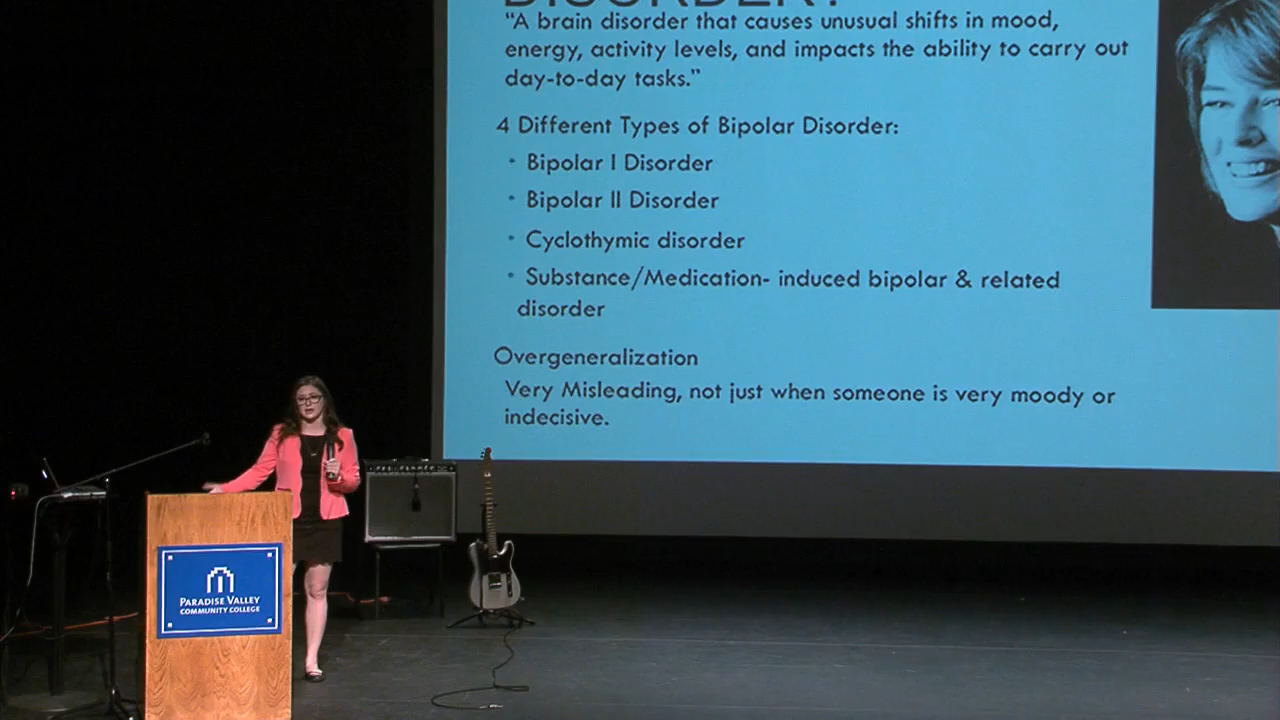 DISORDER?
“A brain disorder that causes unusual shifts in mood,
energy, activity levels, and impacts the ability to carry out
day-to-day tasks.”
4 Different Types of Bipolar Disorder:
• Bipolar I Disorder
• Bipolar II Disorder
• Cyclothymic disorder
• Substance/Medication- induced bipolar & related
disorder
Overgeneralization
Very Misleading, not just when someone is very moody or
indecisive.
PARADISE VALLEY
COMMUNITY COLLEGE